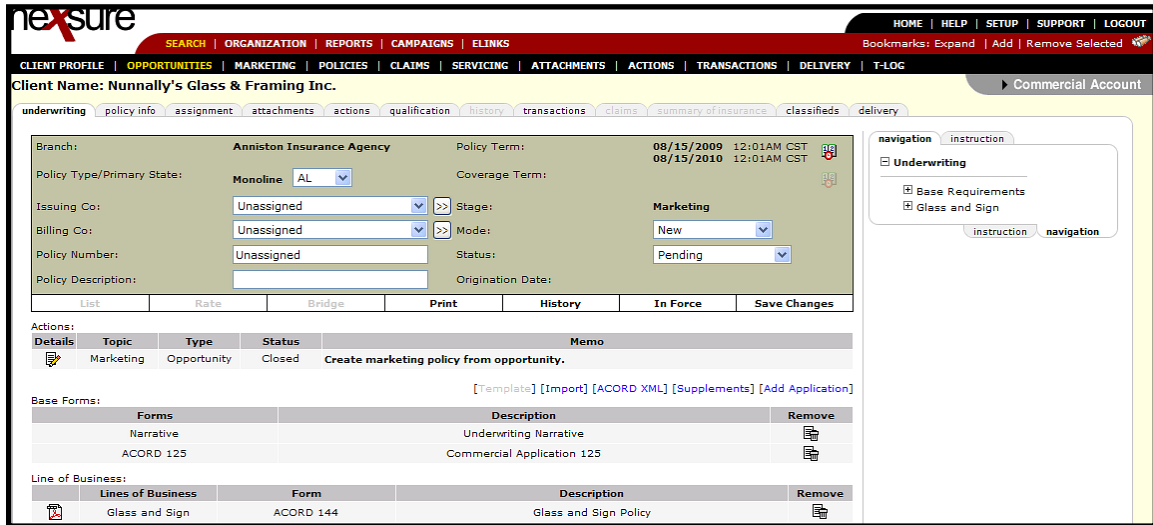 nexsure
HOME | HELP | SETUP | SUPPORT | LOGOUT
SEARCH | ORGANIZATION | REPORTS | CAMPAIGNS | ELINKS
Bookmarks: Expand | Add | Remove Selected
CLIENT PROFILE | OPPORTUNITIES | MARKETING | POLICIES | CLAIMS | SERVICING | ATTACHMENTS | ACTIONS | TRANSACTIONS | DELIVERY | T-LOG
Client Name: Nunnally's Glass & Framing Inc.
Commercial Account
underwriting policy info assignment attachments actions qualification history transactions claims summary of insurance classifieds delivery
navigation instruction
Underwriting
Base Requirements
Glass and Sign
instruction navigation
Branch: Anniston Insurance Agency Policy Term: 08/15/2009 12:01AM CST
08/15/2010 12:01AM CST
Policy Type/Primary State: Monoline AL Coverage Term:
Issuing Co: Unassigned >> Stage: Marketing
Billing Co: Unassigned >> Mode: New
Policy Number: Unassigned Status: Pending
Policy Description: Origination Date:
List Rate Bridge Print History In Force Save Changes
Actions:
Details Topic Type Status Memo
Marketing Opportunity Closed Create marketing policy from opportunity.
[Template] [Import] [ACORD XML] [Supplements] [Add Application]
Base Forms:
Forms Description Remove
Narrative Underwriting Narrative
ACORD 125 Commercial Application 125
Line of Business:
Lines of Business Form Description Remove
Glass and Sign ACORD 144 Glass and Sign Policy